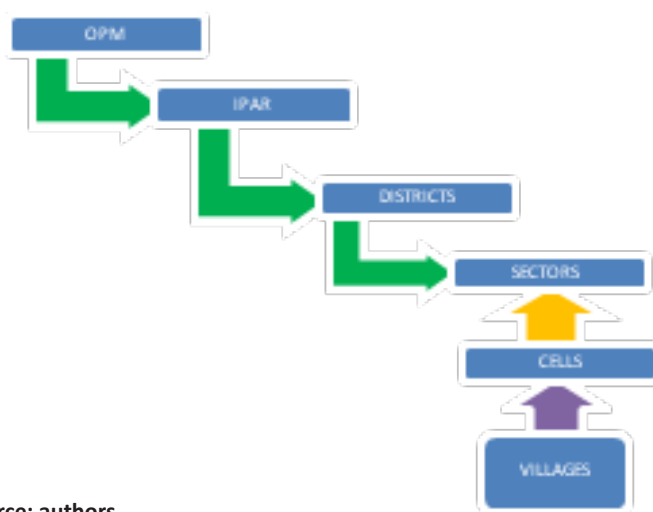 OPM
IPAR
DISTRICTS
SECTORS
CELLS
VILLAGES
rce: authors